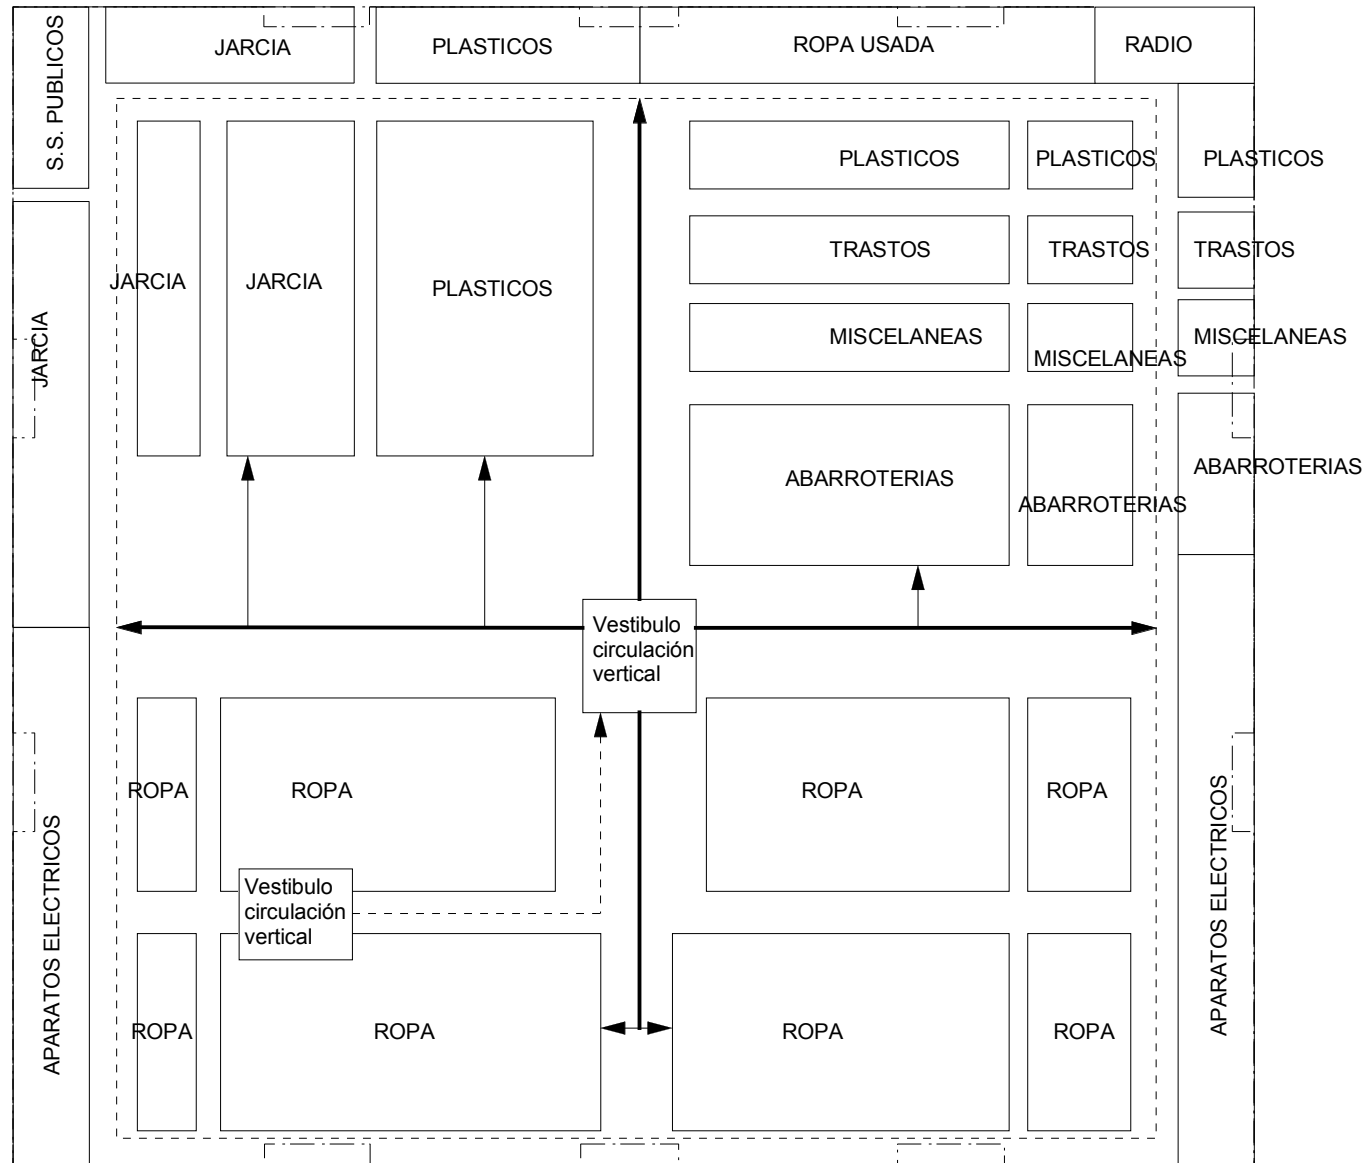 S.S. PUBLICOS
JARCIA
PLASTICOS
ROPA USADA
RADIO
PLASTICOS
PLASTICOS
PLASTICOS
TRASTOS
TRASTOS
TRASTOS
JARCIA
JARCIA
PLASTICOS
JARCIA
MISCELANEAS
MISCELANEAS
MISCELANEAS
ABARROTERIAS
ABARROTERIAS
ABARROTERIAS
Vestibulo
circulación
vertical
ROPA
ROPA
ROPA
ROPA
APARATOS ELECTRICOS
Vestibulo
circulación
vertical
APARATOS ELECTRICOS
ROPA
ROPA
ROPA
ROPA